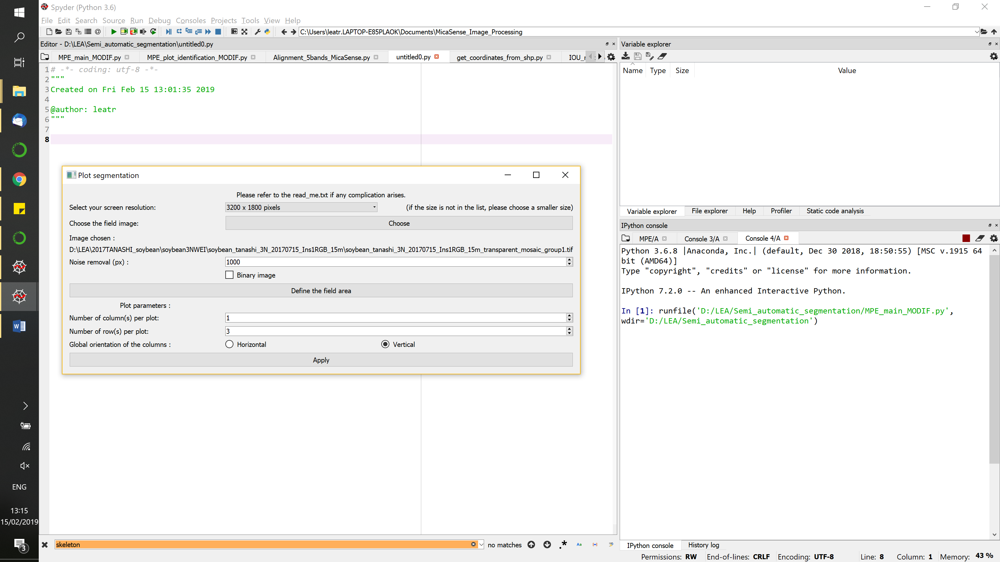 Spyder (Python 3.6)
File Edit Search Source Run Debug Consoles Projects Tools View Help
C:\Users\leatr.LAPTOP-E85PLAOK\Documents\MicaSense_Image_Processing
Editor - D:\LEA\Semi_automatic_segmentation\untitled0.py
MPE_main_MODIF.py MPE_plot_identification_MODIF.py Alignment_5bands_MicaSense.py untitled0.py get_coordinates_from_shp.py
1 # -*- coding: utf-8 -*-
2 """
3 Created on Fri Feb 15 13:01:35 2019
4
5 @author: leatr
6 """
7
8
Plot segmentation
Please refer to the read_me.txt if any complication arises.
Select your screen resolution: 3200 x 1800 pixels (if the size is not in the list, please choose a smaller size)
Choose the field image: Choose
Image chosen :
D:\LEA\2017TANASHI_soybean\soybean3NWEI\soybean_tanashi_3N_20170715_Ins1RGB_15m\soybean_tanashi_3N_20170715_Ins1RGB_15m_transparent_mosaic_group1.tif
Noise removal (px) : 1000
Binary image
Define the field area
Plot parameters :
Number of column(s) per plot: 1
Number of row(s) per plot: 3
Global orientation of the columns : Horizontal Vertical
Apply
skeleton no matches .* Aa
Variable explorer
Name Type Size Value
Variable explorer File explorer Help Profiler Static code analysis
IPython console
MPE/A Console 3/A Console 4/A
Python 3.6.8 |Anaconda, Inc.| (default, Dec 30 2018, 18:50:55) [MSC v.1915 64
bit (AMD64)]
Type "copyright", "credits" or "license" for more information.
IPython 7.2.0 -- An enhanced Interactive Python.
In [1]: runfile('D:/LEA/Semi_automatic_segmentation/MPE_main_MODIF.py',
wdir='D:/LEA/Semi_automatic_segmentation')
IPython console History log
Permissions: RW End-of-lines: CRLF Encoding: UTF-8 Line: 8 Column: 1 Memory: 43 %
ENG
13:15
15/02/2019
3